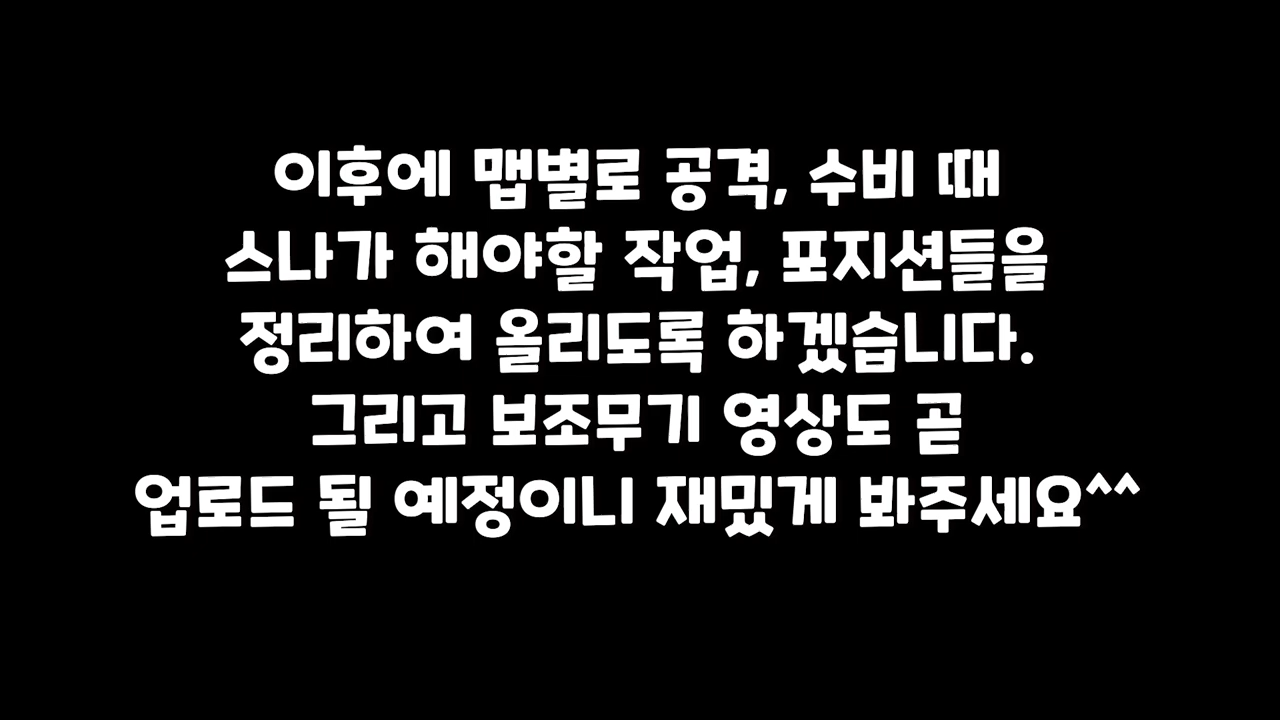 이후에 맵별로 공격, 수비 때
스나가 해야할 작업, 포지션들을
정리하여 올리도록 하겠습니다.
그리고 보조무기 영상도 곧
업로드 될 예정이니 재밌게 봐주세요^^